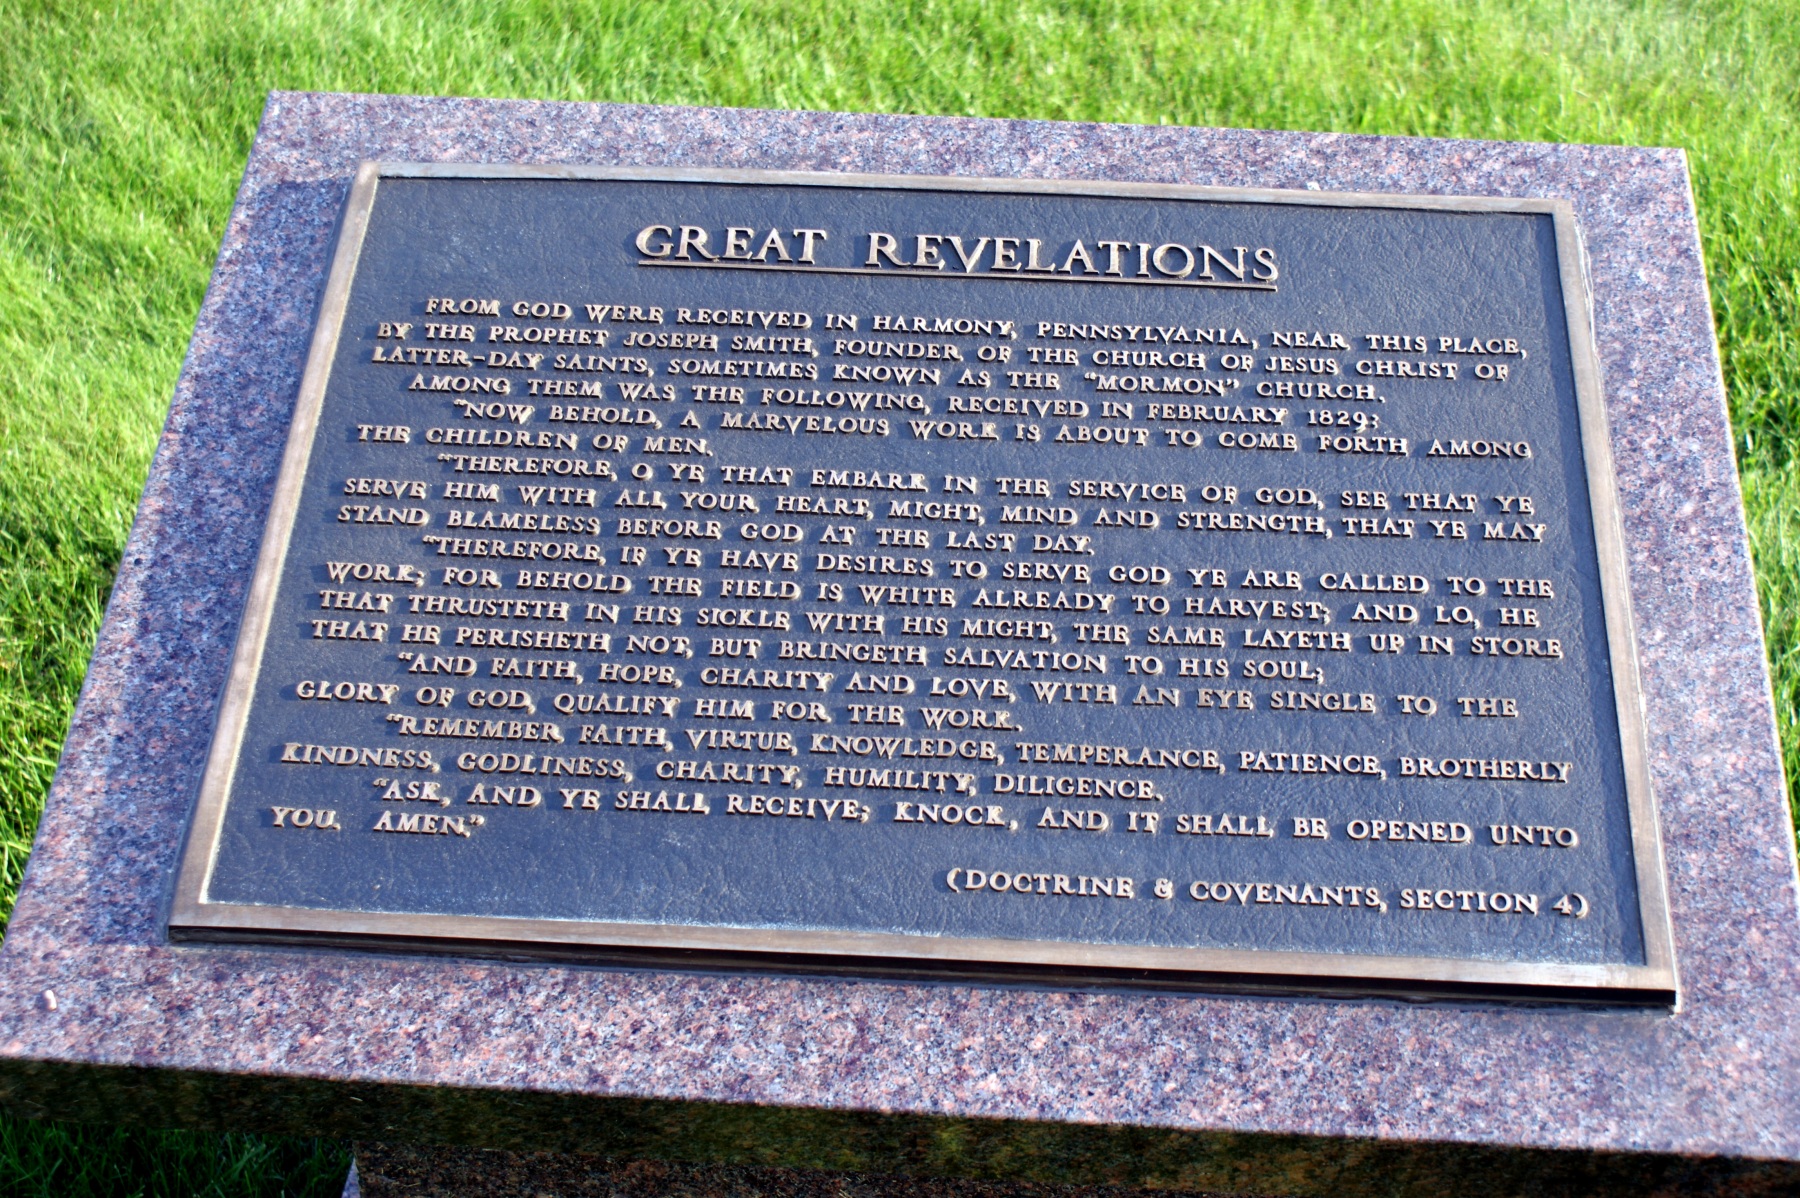 GREAT REVELATIONS
FROM GOD WERE RECEIVED IN HARMONY, PENNSYLVANIA, NEAR THIS PLACE,
BY THE PROPHET JOSEPH SMITH, FOUNDER OF THE CHURCH OF JESUS CHRIST OF
LATTER-DAY SAINTS, SOMETIMES KNOWN AS THE "MORMON" CHURCH.
AMONG THEM WAS THE FOLLOWING, RECEIVED IN FEBRUARY 1829:
"NOW BEHOLD, A MARVELOUS WORK IS ABOUT TO COME FORTH AMONG
THE CHILDREN OF MEN.
"THEREFORE, O YE THAT EMBARK IN THE SERVICE OF GOD, SEE THAT YE
SERVE HIM WITH ALL YOUR HEART, MIGHT, MIND AND STRENGTH, THAT YE MAY
STAND BLAMELESS BEFORE GOD AT THE LAST DAY.
"THEREFORE, IF YE HAVE DESIRES TO SERVE GOD YE ARE CALLED TO THE
WORK; FOR BEHOLD THE FIELD IS WHITE ALREADY TO HARVEST; AND LO, HE
THAT THRUSTETH IN HIS SICKLE WITH HIS MIGHT, THE SAME LAYETH UP IN STORE
THAT HE PERISHETH NOT, BUT BRINGETH SALVATION TO HIS SOUL;
"AND FAITH, HOPE, CHARITY AND LOVE, WITH AN EYE SINGLE TO THE
GLORY OF GOD, QUALIFY HIM FOR THE WORK.
"REMEMBER FAITH, VIRTUE, KNOWLEDGE, TEMPERANCE, PATIENCE, BROTHERLY
KINDNESS, GODLINESS, CHARITY, HUMILITY, DILIGENCE.
"ASK, AND YE SHALL RECEIVE; KNOCK, AND IT SHALL BE OPENED UNTO
YOU. AMEN."
(DOCTRINE & COVENANTS, SECTION 4)